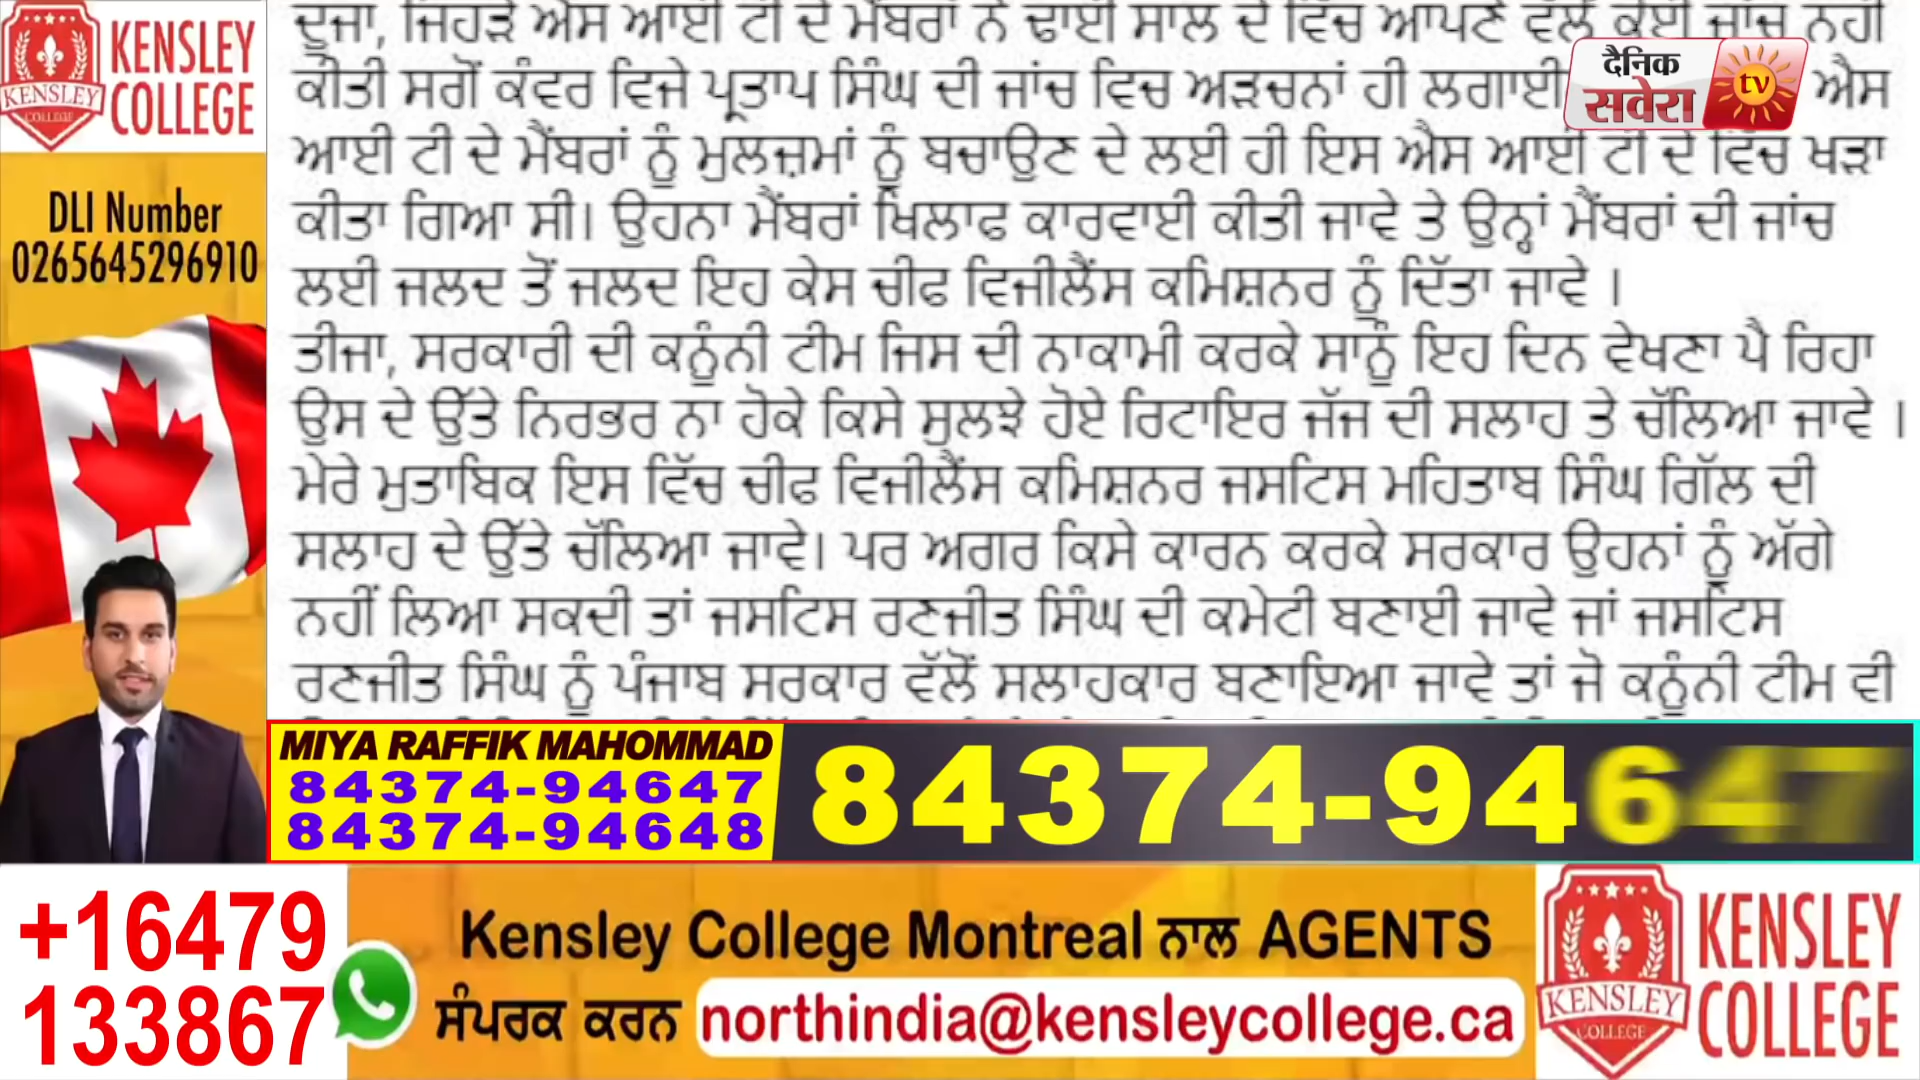 KENSLEY
COLLEGE
KENSLEY
COLLEGE
DLI Number
0265645296910
ਦੂਜਾ, ਜਿਹੜੇ ਐਸ ਆਈ ਟੀ ਦੇ ਮੈਂਬਰਾਂ ਨੇ ਢਾਈ ਸਾਲ ਦੇ ਵਿੱਚ ਆਪਣੇ ਵੱਲੋਂ ਕੋਈ ਜਾਂਚ ਨਹੀਂ
ਕੀਤੀ ਸਗੋਂ ਕੰਵਰ ਵਿਜੇ ਪ੍ਰਤਾਪ ਸਿੰਘ ਦੀ ਜਾਂਚ ਵਿਚ ਅੜਚਨਾਂ ਹੀ ਲਗਾਈ ਐਸ
ਆਈ ਟੀ ਦੇ ਮੈਂਬਰਾਂ ਨੂੰ ਮੁਲਜ਼ਮਾਂ ਨੂੰ ਬਚਾਉਣ ਦੇ ਲਈ ਹੀ ਇਸ ਐਸ ਆਈ ਟੀ ਦੇ ਵਿੱਚ ਖੜਾ
ਕੀਤਾ ਗਿਆ ਸੀ। ਉਹਨਾ ਮੈਂਬਰਾਂ ਖਿਲਾਫ ਕਾਰਵਾਈ ਕੀਤੀ ਜਾਵੇ ਤੇ ਉਨ੍ਹਾਂ ਮੈਂਬਰਾਂ ਦੀ ਜਾਂਚ
ਲਈ ਜਲਦ ਤੋਂ ਜਲਦ ਇਹ ਕੇਸ ਚੀਫ ਵਿਜੀਲੈਂਸ ਕਮਿਸ਼ਨਰ ਨੂੰ ਦਿੱਤਾ ਜਾਵੇ ।
ਤੀਜਾ, ਸਰਕਾਰੀ ਦੀ ਕਨੂੰਨੀ ਟੀਮ ਜਿਸ ਦੀ ਨਾਕਾਮੀ ਕਰਕੇ ਸਾਨੂੰ ਇਹ ਦਿਨ ਵੇਖਣਾ ਪੈ ਰਿਹਾ
ਉਸ ਦੇ ਉੱਤੇ ਨਿਰਭਰ ਨਾ ਹੋਕੇ ਕਿਸੇ ਸੁਲਝੇ ਹੋਏ ਰਿਟਾਇਰ ਜੱਜ ਦੀ ਸਲਾਹ ਤੇ ਚੱਲਿਆ ਜਾਵੇ ।
ਮੇਰੇ ਮੁਤਾਬਿਕ ਇਸ ਵਿੱਚ ਚੀਫ ਵਿਜੀਲੈਂਸ ਕਮਿਸ਼ਨਰ ਜਸਟਿਸ ਮਹਿਤਾਬ ਸਿੰਘ ਗਿੱਲ ਦੀ
ਸਲਾਹ ਦੇ ਉੱਤੇ ਚੱਲਿਆ ਜਾਵੇ। ਪਰ ਅਗਰ ਕਿਸੇ ਕਾਰਨ ਕਰਕੇ ਸਰਕਾਰ ਉਹਨਾਂ ਨੂੰ ਅੱਗੇ
ਨਹੀਂ ਲਿਆ ਸਕਦੀ ਤਾਂ ਜਸਟਿਸ ਰਣਜੀਤ ਸਿੰਘ ਦੀ ਕਮੇਟੀ ਬਣਾਈ ਜਾਵੇ ਜਾਂ ਜਸਟਿਸ
ਰਣਜੀਤ ਸਿੰਘ ਨੂੰ ਪੰਜਾਬ ਸਰਕਾਰ ਵੱਲੋਂ ਸਲਾਹਕਾਰ ਬਣਾਇਆ ਜਾਵੇ ਤਾਂ ਜੋ ਕਨੂੰਨੀ ਟੀਮ ਵੀ
दैनिक
सवेरा
tv
MIYA RAFFIK MAHOMMAD
84374-94647
84374-94648
84374-94647
+16479
133867
Kensley College Montreal ਨਾਲ AGENTS
ਸੰਪਰਕ ਕਰਨ northindia@kensleycollege.ca
KENSLEY
COLLEGE
KENSLEY
COLLEGE